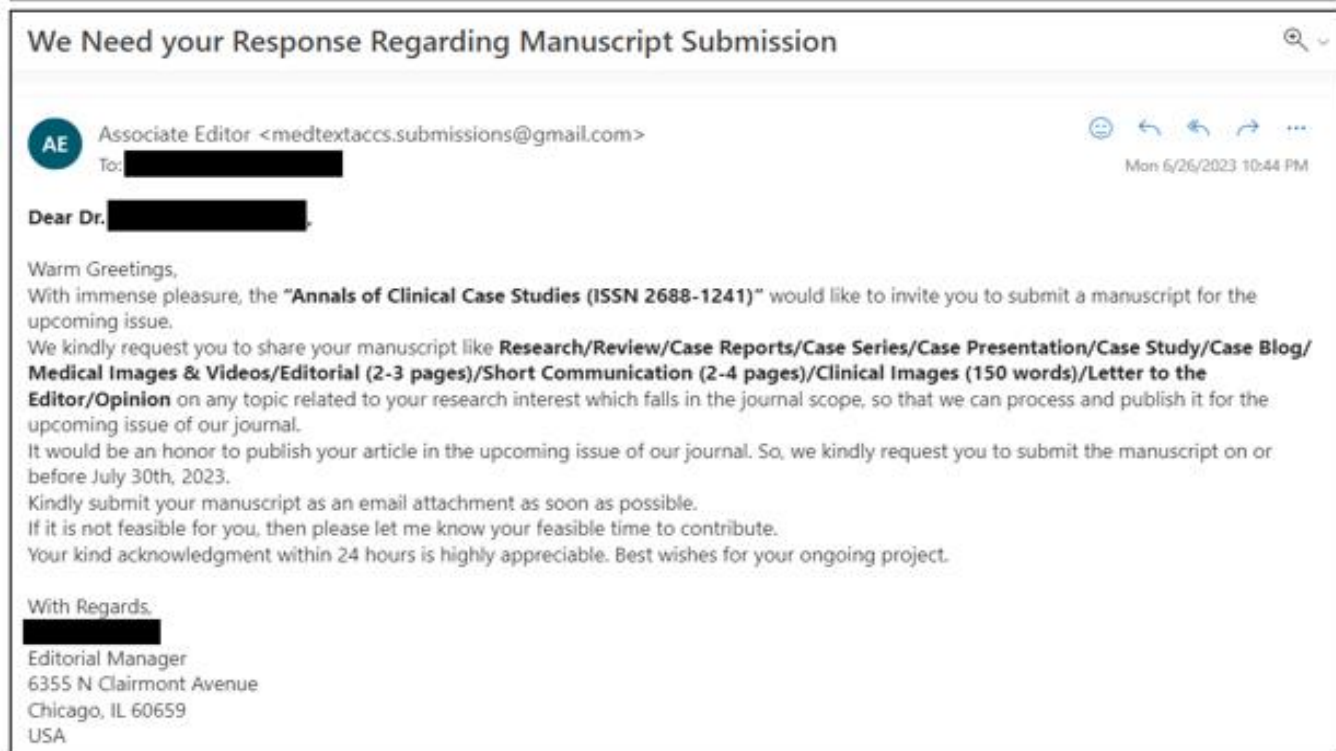 We Need your Response Regarding Manuscript Submission
AE
Associate Editor <medtextaccs.submissions@gmail.com>
To:
Mon 6/26/2023 10:44 PM
Dear Dr. ,
Warm Greetings,
With immense pleasure, the "Annals of Clinical Case Studies (ISSN 2688-1241)" would like to invite you to submit a manuscript for the
upcoming issue.
We kindly request you to share your manuscript like Research/Review/Case Reports/Case Series/Case Presentation/Case Study/Case Blog/
Medical Images & Videos/Editorial (2-3 pages)/Short Communication (2-4 pages)/Clinical Images (150 words)/Letter to the
Editor/Opinion on any topic related to your research interest which falls in the journal scope, so that we can process and publish it for the
upcoming issue of our journal.
It would be an honor to publish your article in the upcoming issue of our journal. So, we kindly request you to submit the manuscript on or
before July 30th, 2023.
Kindly submit your manuscript as an email attachment as soon as possible.
If it is not feasible for you, then please let me know your feasible time to contribute.
Your kind acknowledgment within 24 hours is highly appreciable. Best wishes for your ongoing project.
With Regards,
Editorial Manager
6355 N Clairmont Avenue
Chicago, IL 60659
USA